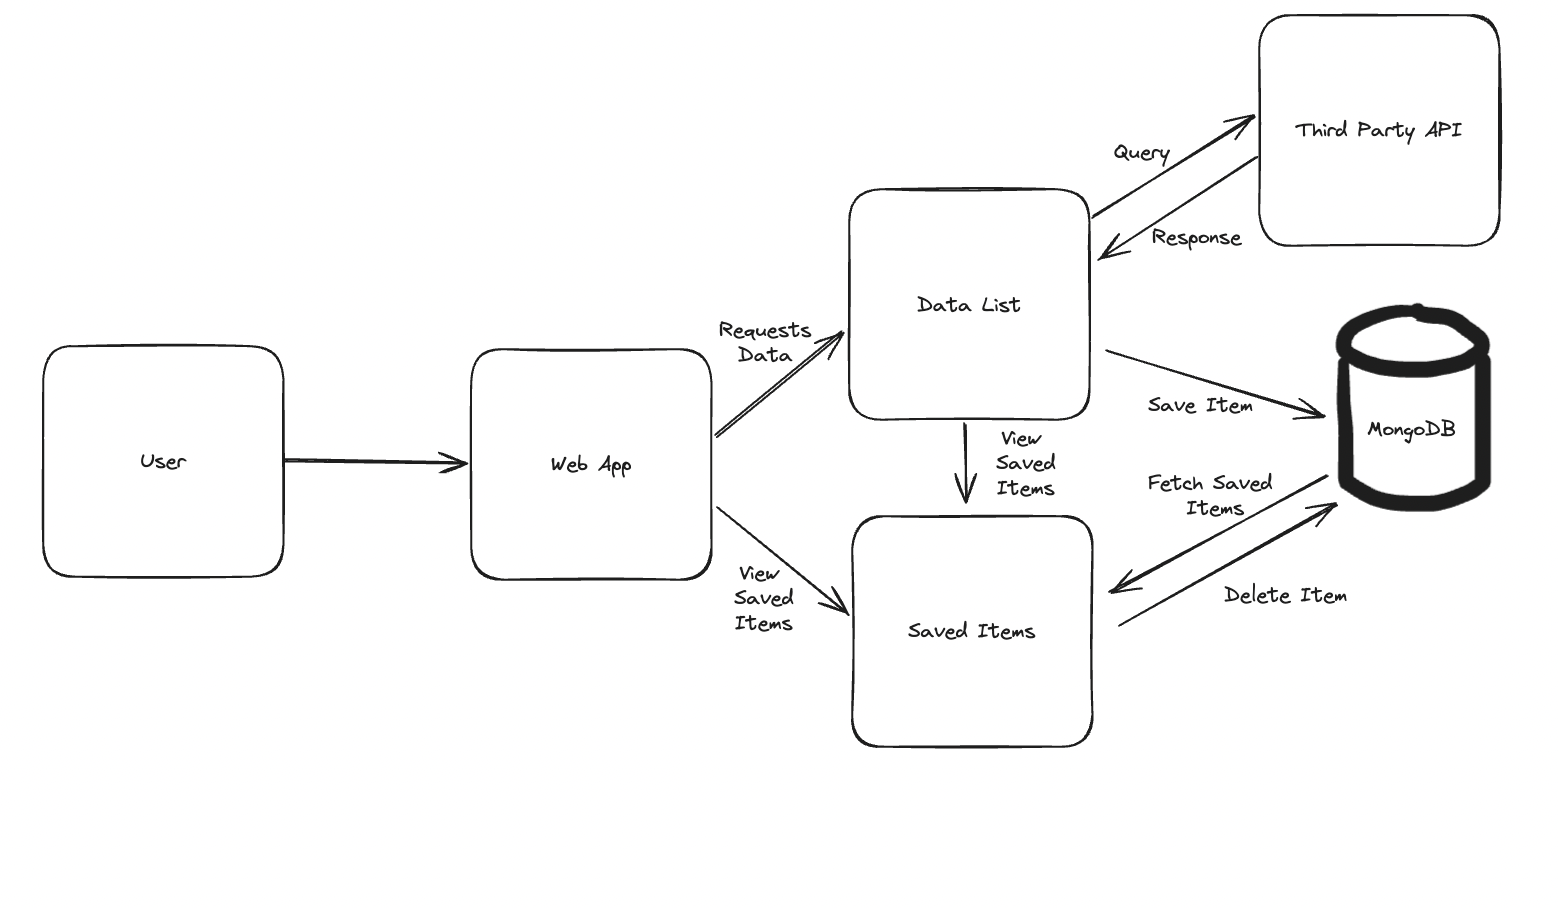 Third Party API
Query
Response
Data List
Requests
Data
Save Item
MongoDB
View
Saved
Items
User
Web App
Fetch Saved
Items
View
Saved
Items
Delete Item
Saved Items